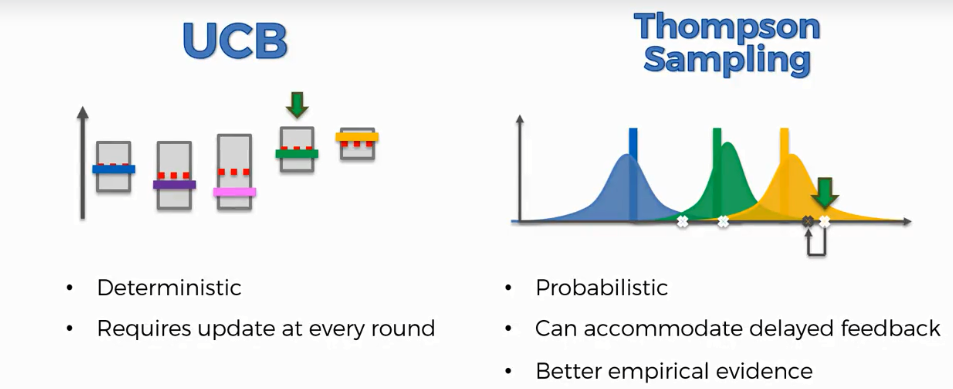 UCB
• Deterministic
• Requires update at every round
Thompson
Sampling
• Probabilistic
• Can accommodate delayed feedback
• Better empirical evidence